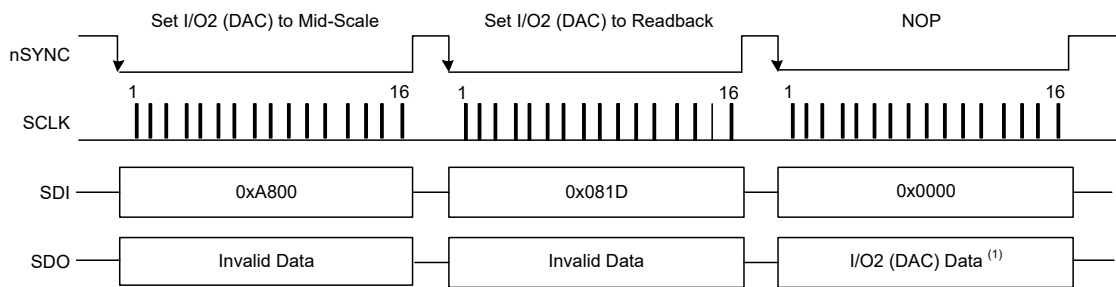 Set I/O2 (DAC) to Mid-Scale Set I/O2 (DAC) to Readback NOP
nSYNC
1 16 1 16 1 16
SCLK
SDI 0xA800 0x081D 0x0000
SDO Invalid Data Invalid Data I/O2 (DAC) Data (1)